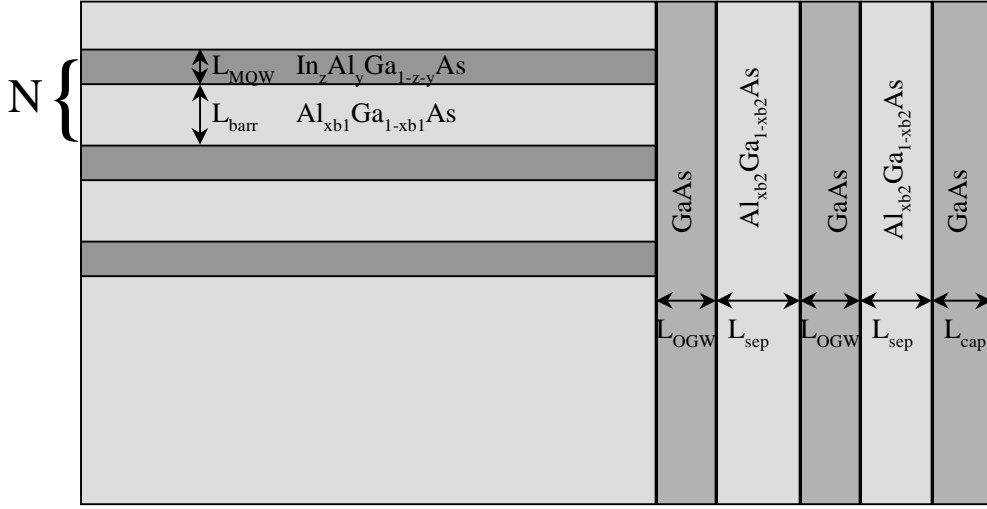 N {
L_MQW In_zAl_yGa_1-z-yAs
L_barr Al_xb1Ga_1-xb1As
GaAs
Al_xb2Ga_1-xb2As
GaAs
Al_xb2Ga_1-xb2As
GaAs
L_OGW L_sep L_OGW L_sep L_cap